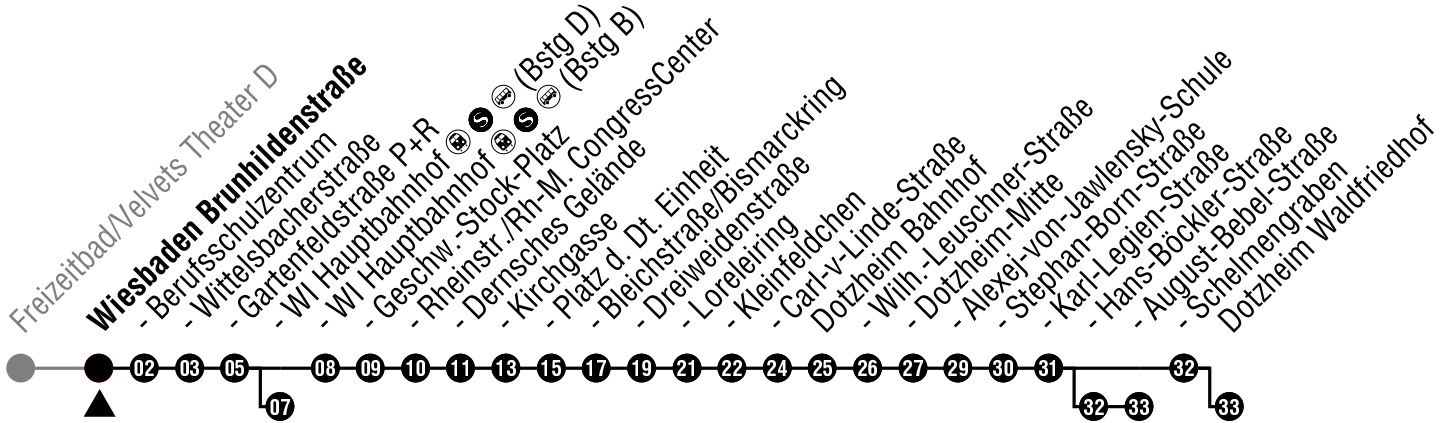 Freizeitbad/Velvets Theater D
Wiesbaden Brunhildenstraße
- Berufsschulzentrum
- Wittelsbacherstraße
- Gartenfeldstraße P+R
- WI Hauptbahnhof S (Bstg D)
- WI Hauptbahnhof S (Bstg B)
- Geschw.-Stock-Platz
- Rheinstr./Rh-M. CongressCenter
- Dernsches Gelände
- Kirchgasse
- Platz d. Dt. Einheit
- Bleichstraße/Bismarckring
- Dreiweidenstraße
- Loreleiring
- Kleinfeldchen
- Carl-v-Linde-Straße
Dotzheim Bahnhof
- Wilh.-Leuschner-Straße
- Dotzheim-Mitte
- Alexej-von-Jawlensky-Schule
- Stephan-Born-Straße
- Karl-Legien-Straße
- Hans-Böckler-Straße
- August-Bebel-Straße
- Schelmengraben
Dotzheim Waldfriedhof
02 03 05 08 09 10 11 13 15 17 19 21 22 24 25 26 27 29 30 31 32
07 32 33 33